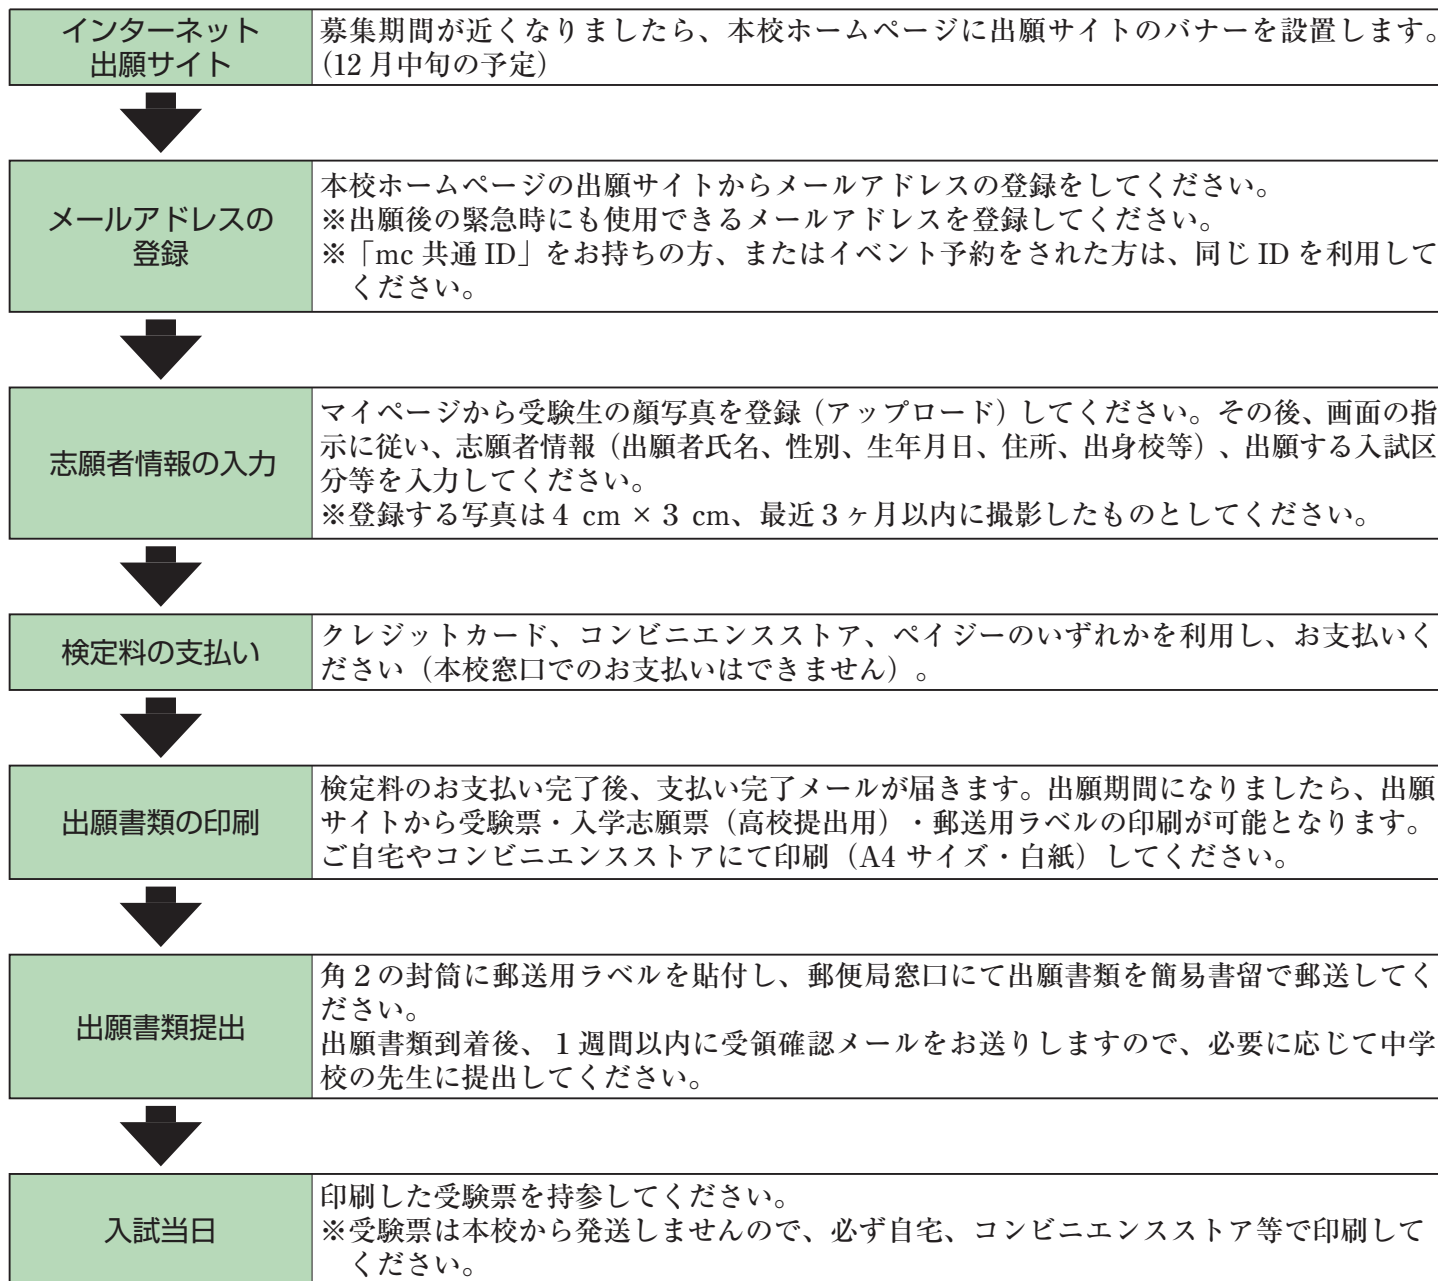 インターネット
出願サイト
募集期間が近くなりましたら、本校ホームページに出願サイトのバナーを設置します。
(12月中旬の予定)
メールアドレスの
登録
本校ホームページの出願サイトからメールアドレスの登録をしてください。
※出願後の緊急時にも使用できるメールアドレスを登録してください。
※「mc 共通 ID」をお持ちの方、またはイベント予約をされた方は、同じ ID を利用して
ください。
志願者情報の入力
マイページから受験生の顔写真を登録（アップロード）してください。その後、画面の指
示に従い、志願者情報（出願者氏名、性別、生年月日、住所、出身校等）、出願する入試区
分等を入力してください。
※登録する写真は４ cm × ３ cm、最近３ヶ月以内に撮影したものとしてください。
検定料の支払い
クレジットカード、コンビニエンスストア、ペイジーのいずれかを利用し、お支払いく
ださい（本校窓口でのお支払いはできません）。
出願書類の印刷
検定料のお支払い完了後、支払い完了メールが届きます。出願期間になりましたら、出願
サイトから受験票・入学志願票（高校提出用）・郵送用ラベルの印刷が可能となります。
ご自宅やコンビニエンスストアにて印刷（A4 サイズ・白紙）してください。
出願書類提出
角２の封筒に郵送用ラベルを貼付し、郵便局窓口にて出願書類を簡易書留で郵送してく
ださい。
出願書類到着後、１週間以内に受領確認メールをお送りしますので、必要に応じて中学
校の先生に提出してください。
入試当日
印刷した受験票を持参してください。
※受験票は本校から発送しませんので、必ず自宅、コンビニエンスストア等で印刷して
ください。